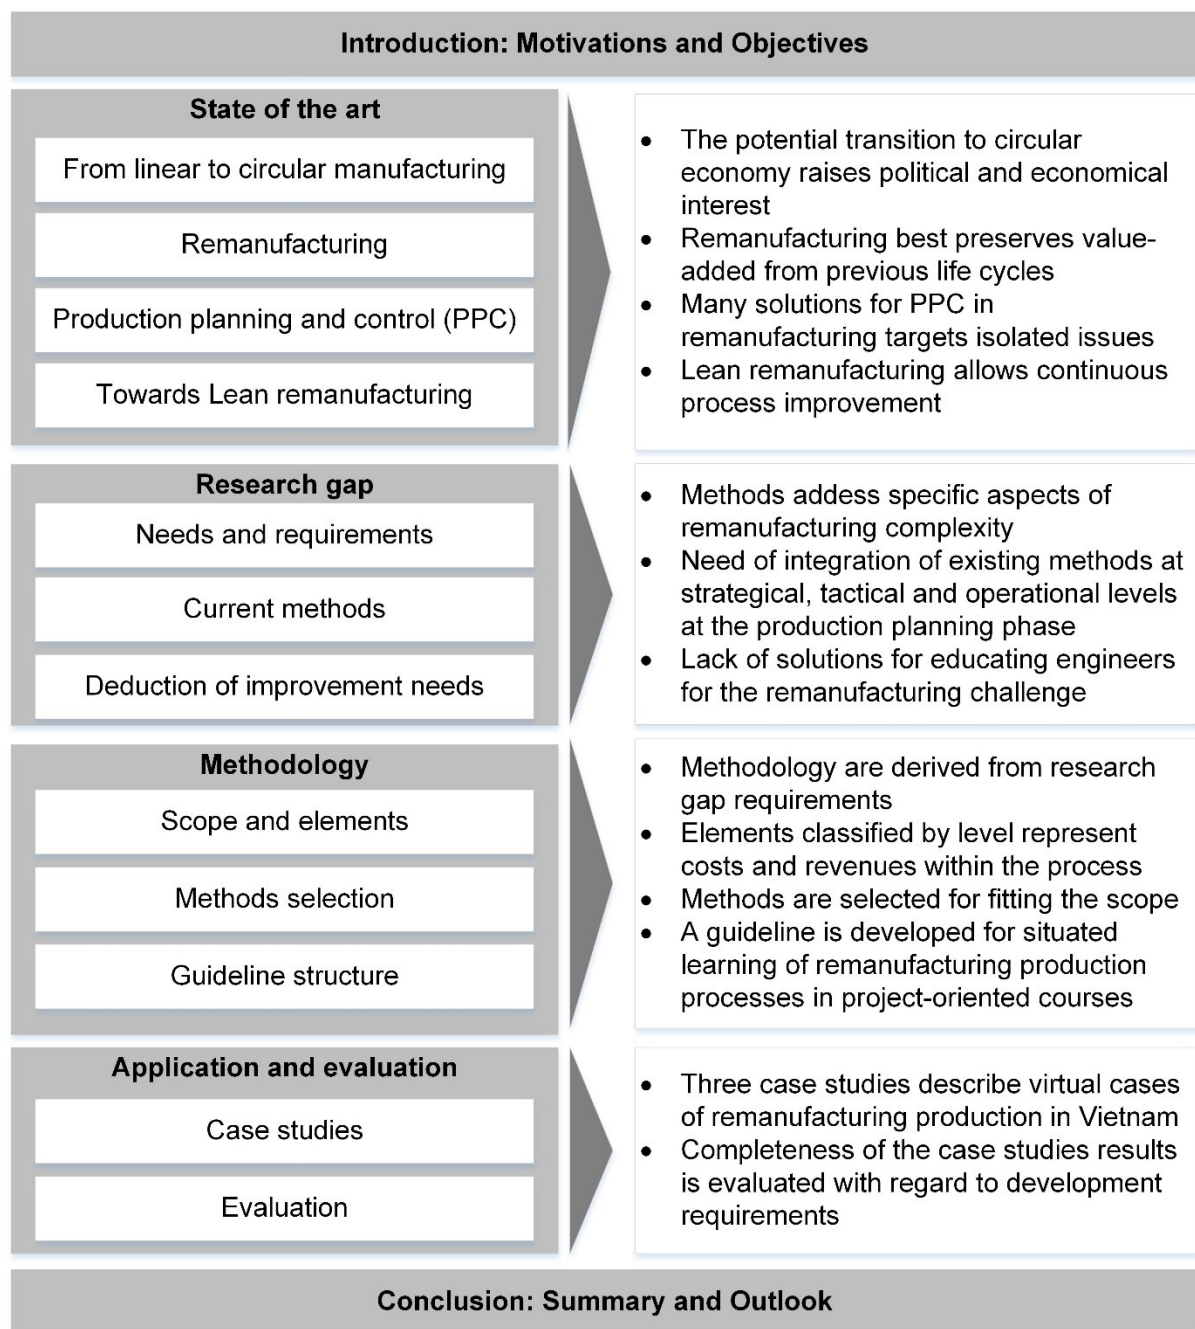 Introduction: Motivations and Objectives
State of the art
From linear to circular manufacturing
Remanufacturing
Production planning and control (PPC)
Towards Lean remanufacturing
• The potential transition to circular
economy raises political and economical
interest
• Remanufacturing best preserves value-
added from previous life cycles
• Many solutions for PPC in
remanufacturing targets isolated issues
• Lean remanufacturing allows continuous
process improvement
Research gap
Needs and requirements
Current methods
Deduction of improvement needs
• Methods addess specific aspects of
remanufacturing complexity
• Need of integration of existing methods at
strategical, tactical and operational levels
at the production planning phase
• Lack of solutions for educating engineers
for the remanufacturing challenge
Methodology
Scope and elements
Methods selection
Guideline structure
• Methodology are derived from research
gap requirements
• Elements classified by level represent
costs and revenues within the process
• Methods are selected for fitting the scope
• A guideline is developed for situated
learning of remanufacturing production
processes in project-oriented courses
Application and evaluation
Case studies
Evaluation
• Three case studies describe virtual cases
of remanufacturing production in Vietnam
• Completeness of the case studies results
is evaluated with regard to development
requirements
Conclusion: Summary and Outlook